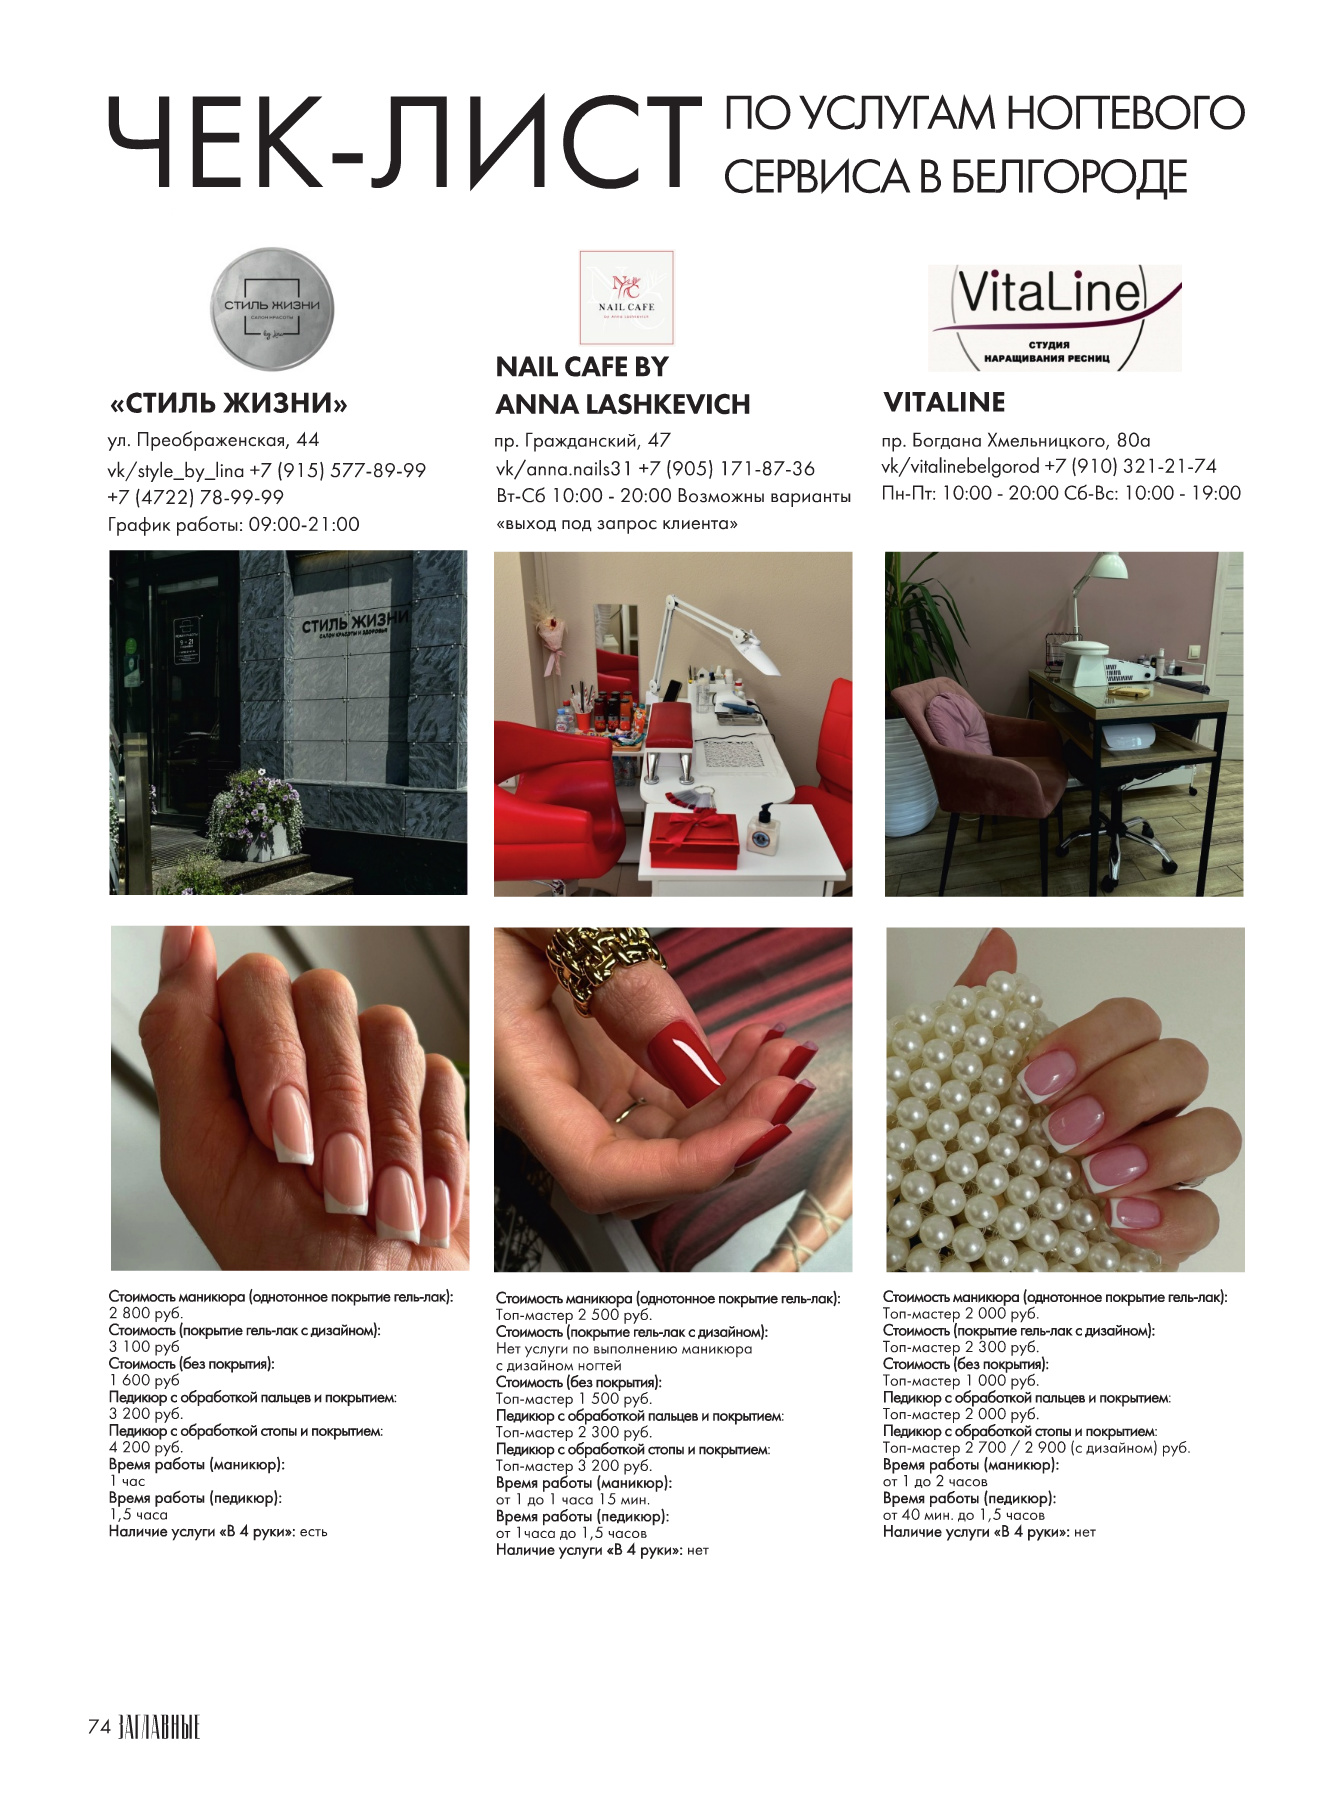 ЧЕК-ЛИСТ
ПО УСЛУГАМ НОГТЕВОГО
СЕРВИСА В БЕЛГОРОДЕ
СТИЛЬ ЖИЗНИ
САЛОН КРАСОТЫ
by Lina
«СТИЛЬ ЖИЗНИ»
ул. Преображенская, 44
vk/style_by_lina +7 (915) 577-89-99
+7 (4722) 78-99-99
График работы: 09:00-21:00
СТИЛЬ ЖИЗНИ
САЛОН КРАСОТЫ И ЗДОРОВЬЯ
9 - 21
Стоимость маникюра (однотонное покрытие гель-лак):
2 800 руб.
Стоимость (покрытие гель-лак с дизайном):
3 100 руб
Стоимость (без покрытия):
1 600 руб
Педикюр с обработкой пальцев и покрытием:
3 200 руб.
Педикюр с обработкой стопы и покрытием:
4 200 руб.
Время работы (маникюр):
1 час
Время работы (педикюр):
1,5 часа
Наличие услуги «В 4 руки»: есть
NC
NAIL CAFE
by ANNA LASHKEVICH
NAIL CAFE BY
ANNA LASHKEVICH
пр. Гражданский, 47
vk/anna.nails31 +7 (905) 171-87-36
Вт-Сб 10:00 - 20:00 Возможны варианты
«выход под запрос клиента»
Стоимость маникюра (однотонное покрытие гель-лак):
Топ-мастер 2 500 руб.
Стоимость (покрытие гель-лак с дизайном):
Нет услуги по выполнению маникюра
с дизайном ногтей
Стоимость (без покрытия):
Топ-мастер 1 500 руб.
Педикюр с обработкой пальцев и покрытием:
Топ-мастер 2 300 руб.
Педикюр с обработкой стопы и покрытием:
Топ-мастер 3 200 руб.
Время работы (маникюр):
от 1 до 1 часа 15 мин.
Время работы (педикюр):
от 1часа до 1,5 часов
Наличие услуги «В 4 руки»: нет
VitaLine
СТУДИЯ
НАРАЩИВАНИЯ РЕСНИЦ
VITALINE
пр. Богдана Хмельницкого, 80а
vk/vitalinebelgorod +7 (910) 321-21-74
Пн-Пт: 10:00 - 20:00 Сб-Вс: 10:00 - 19:00
Стоимость маникюра (однотонное покрытие гель-лак):
Топ-мастер 2 000 руб.
Стоимость (покрытие гель-лак с дизайном):
Топ-мастер 2 300 руб.
Стоимость (без покрытия):
Топ-мастер 1 000 руб.
Педикюр с обработкой пальцев и покрытием:
Топ-мастер 2 000 руб.
Педикюр с обработкой стопы и покрытием:
Топ-мастер 2 700 / 2 900 (с дизайном) руб.
Время работы (маникюр):
от 1 до 2 часов
Время работы (педикюр):
от 40 мин. до 1,5 часов
Наличие услуги «В 4 руки»: нет
74 ЗАГЛАВНЫЕ